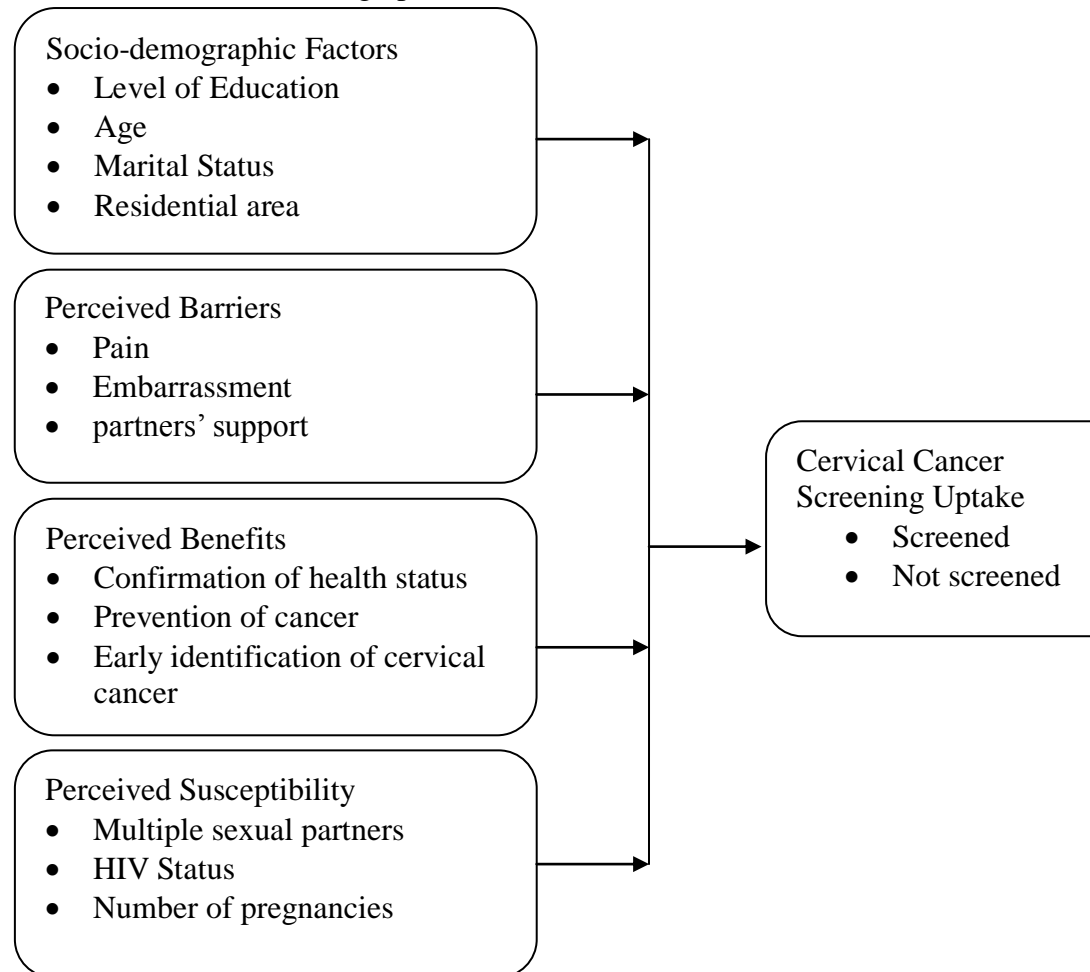 Socio-demographic Factors
• Level of Education
• Age
• Marital Status
• Residential area
Perceived Barriers
• Pain
• Embarrassment
• partners’ support
Perceived Benefits
• Confirmation of health status
• Prevention of cancer
• Early identification of cervical
cancer
Perceived Susceptibility
• Multiple sexual partners
• HIV Status
• Number of pregnancies
Cervical Cancer
Screening Uptake
• Screened
• Not screened